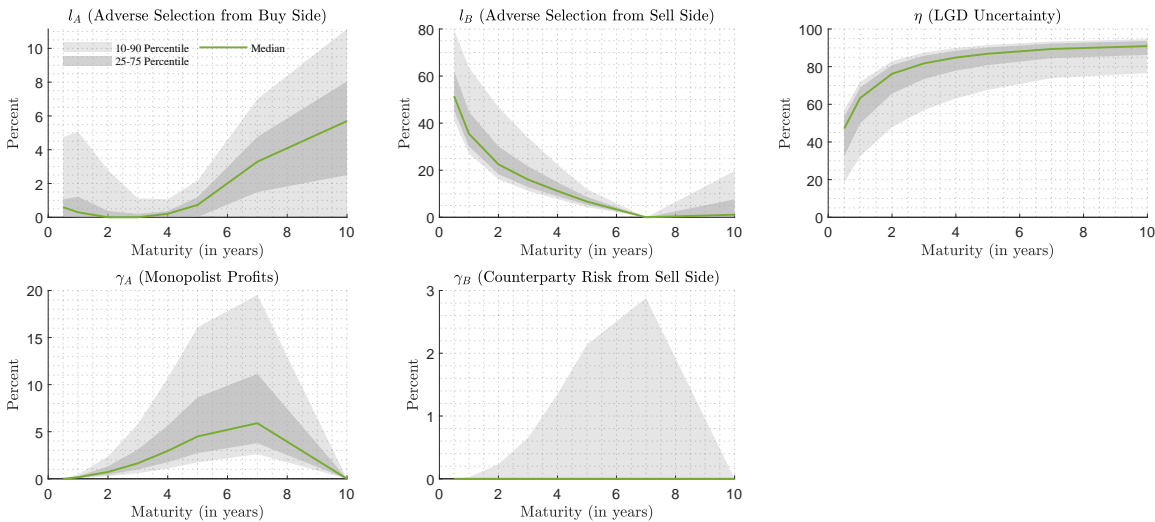 l_A (Adverse Selection from Buy Side)
Percent
10
8
6
4
2
0
10-90 Percentile
25-75 Percentile
Median
0 2 4 6 8 10
Maturity (in years)
l_B (Adverse Selection from Sell Side)
Percent
80
60
40
20
0
0 2 4 6 8 10
Maturity (in years)
η (LGD Uncertainty)
Percent
100
80
60
40
20
0
0 2 4 6 8 10
Maturity (in years)
γ_A (Monopolist Profits)
Percent
20
15
10
5
0
0 2 4 6 8 10
Maturity (in years)
γ_B (Counterparty Risk from Sell Side)
Percent
3
2
1
0
0 2 4 6 8 10
Maturity (in years)